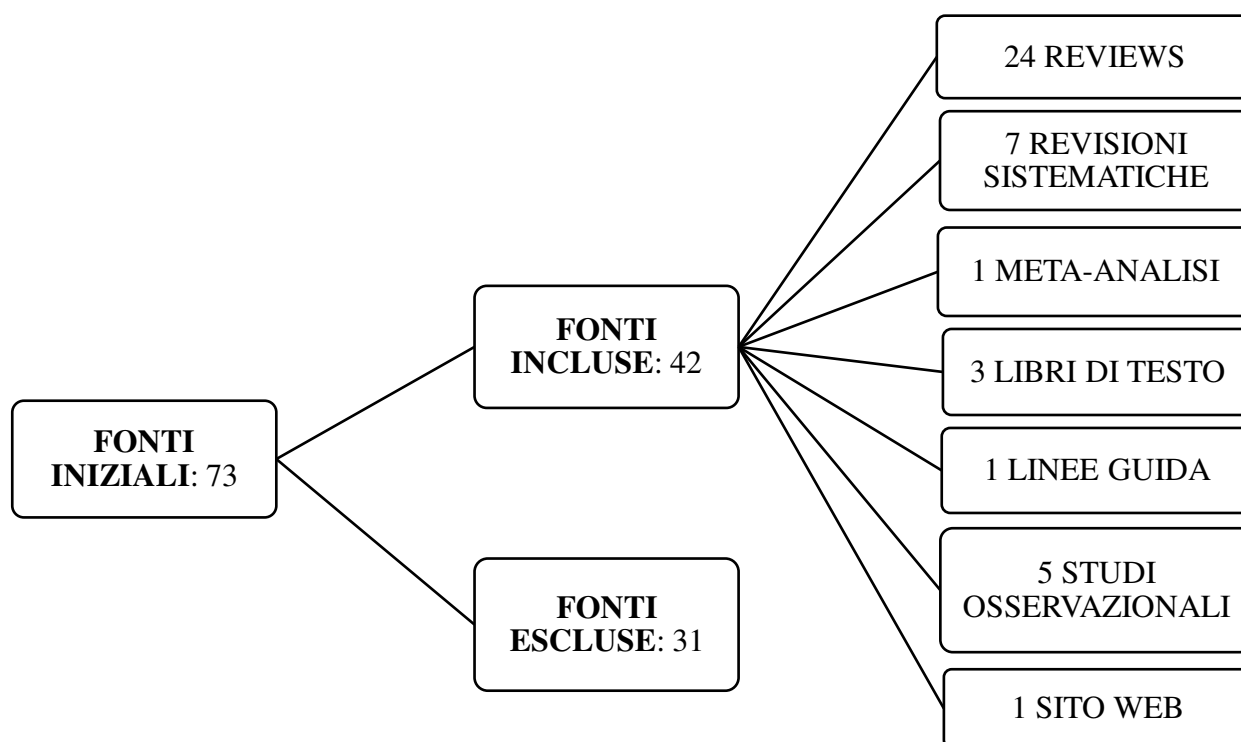 FONTI
INIZIALI: 73
FONTI
INCLUSE: 42
FONTI
ESCLUSE: 31
24 REVIEWS
7 REVISIONI
SISTEMATICHE
1 META-ANALISI
3 LIBRI DI TESTO
1 LINEE GUIDA
5 STUDI
OSSERVAZIONALI
1 SITO WEB